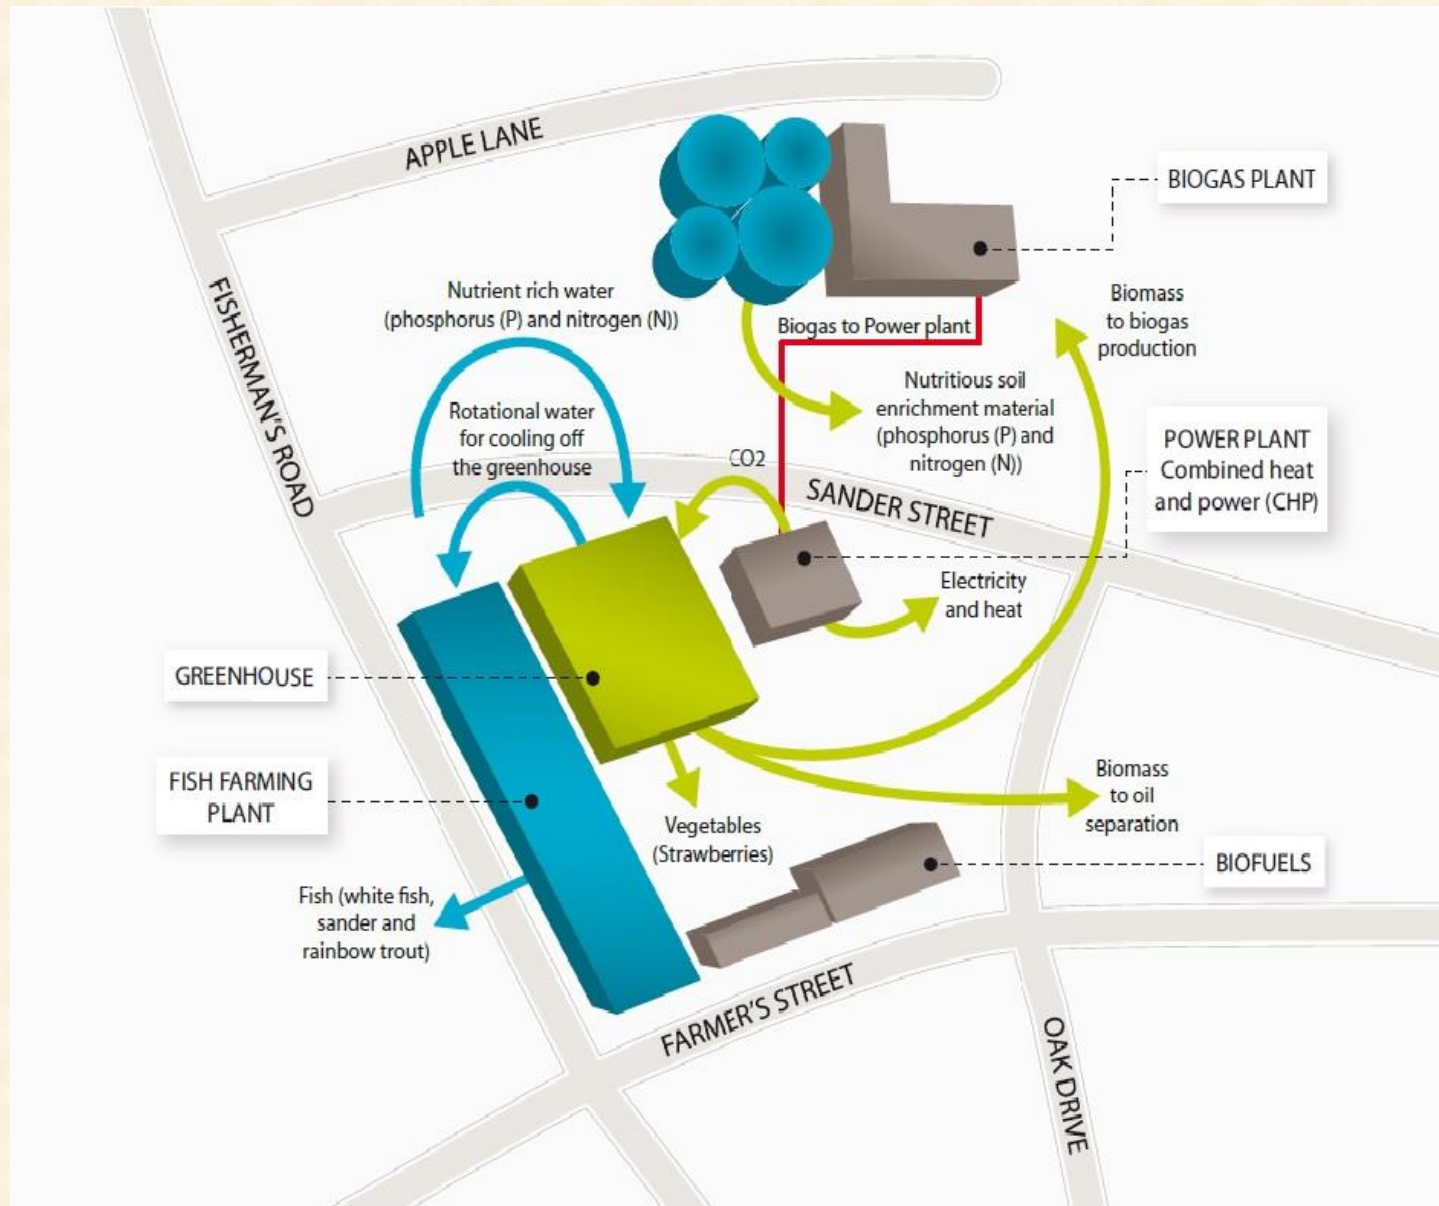 APPLE LANE
BIOGAS PLANT
FISHERMAN'S ROAD
Nutrient rich water
(phosphorus (P) and nitrogen (N))
Biogas to Power plant
Biomass
to biogas
production
Rotational water
for cooling off
the greenhouse
Nutritious soil
enrichment material
(phosphorus (P) and
nitrogen (N))
CO2
SANDER STREET
POWER PLANT
Combined heat
and power (CHP)
Electricity
and heat
GREENHOUSE
FISH FARMING
PLANT
Vegetables
(Strawberries)
Biomass
to oil
separation
BIOFUELS
Fish (white fish,
sander and
rainbow trout)
FARMER'S STREET
OAK DRIVE